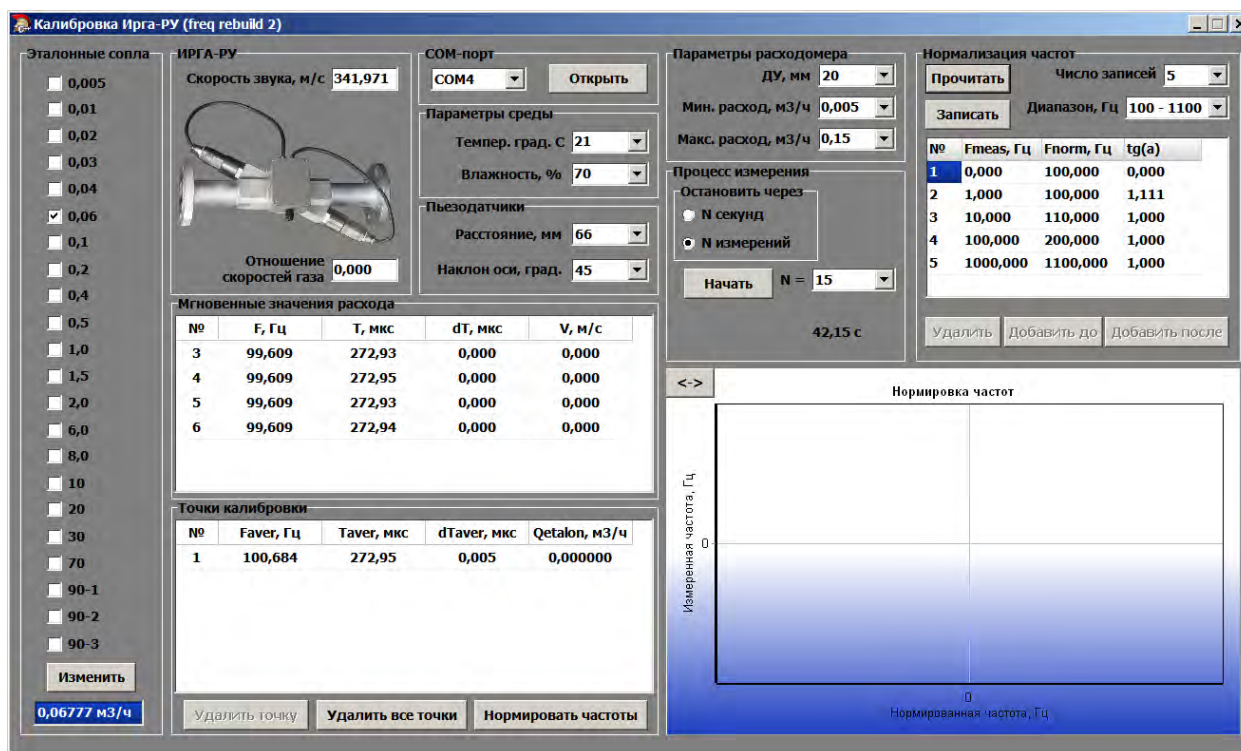 Калибровка Ирга-РУ (freq rebuild 2)
Эталонные сопла
0,005
0,01
0,02
0,03
0,04
0,06
0,1
0,2
0,4
0,5
1,0
1,5
2,0
6,0
8,0
10
20
30
70
90-1
90-2
90-3
Изменить
0,06777 м3/ч
ИРГА-РУ
Скорость звука, м/с 341,971
Отношение
скоростей газа 0,000
COM-порт
COM4 Открыть
Параметры среды
Темпер. град. С 21
Влажность, % 70
Пьезодатчики
Расстояние, мм 66
Наклон оси, град. 45
Мгновенные значения расхода
№ F, Гц T, мкс dT, мкс V, м/с
3 99,609 272,93 0,000 0,000
4 99,609 272,95 0,000 0,000
5 99,609 272,93 0,000 0,000
6 99,609 272,94 0,000 0,000
Точки калибровки
№ Faver, Гц Taver, мкс dTaver, мкс Qetalon, м3/ч
1 100,684 272,95 0,005 0,000000
Удалить точку Удалить все точки Нормировать частоты
Параметры расходомера
ДУ, мм 20
Мин. расход, м3/ч 0,005
Макс. расход, м3/ч 0,15
Процесс измерения
Остановить через
N секунд
N измерений
Начать N = 15
42,15 с
Нормализация частот
Прочитать Число записей 5
Записать Диапазон, Гц 100 - 1100
№ Fmeas, Гц Fnorm, Гц tg(a)
1 0,000 100,000 0,000
2 1,000 100,000 1,111
3 10,000 110,000 1,000
4 100,000 200,000 1,000
5 1000,000 1100,000 1,000
Удалить Добавить до Добавить после
<->
Нормировка частот
Измеренная частота, Гц
0
0
Нормированная частота, Гц